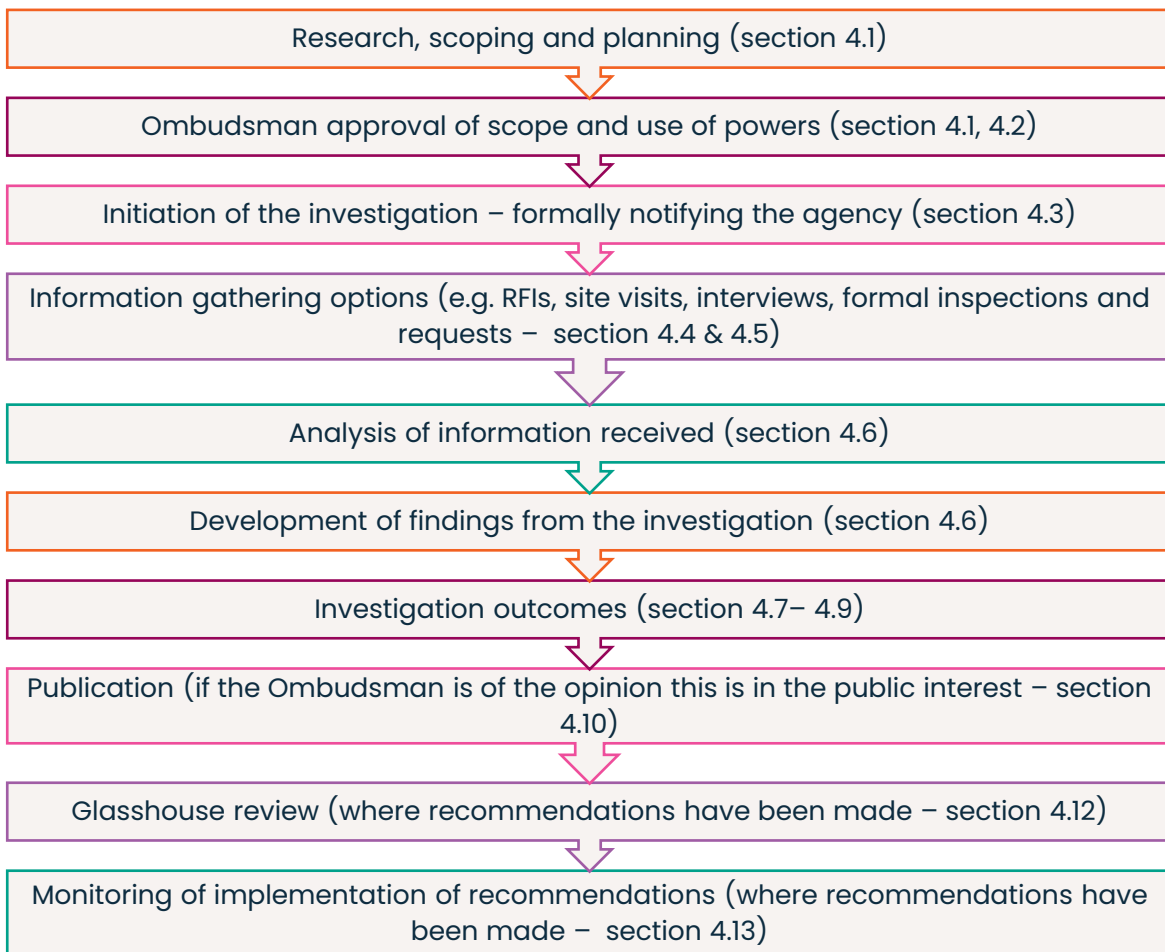 Research, scoping and planning (section 4.1)
Ombudsman approval of scope and use of powers (section 4.1, 4.2)
Initiation of the investigation – formally notifying the agency (section 4.3)
Information gathering options (e.g. RFIs, site visits, interviews, formal inspections and
requests –  section 4.4 & 4.5)
Analysis of information received (section 4.6)
Development of findings from the investigation (section 4.6)
Investigation outcomes (section 4.7– 4.9)
Publication (if the Ombudsman is of the opinion this is in the public interest – section
4.10)
Glasshouse review (where recommendations have been made – section 4.12)
Monitoring of implementation of recommendations (where recommendations have
been made –  section 4.13)